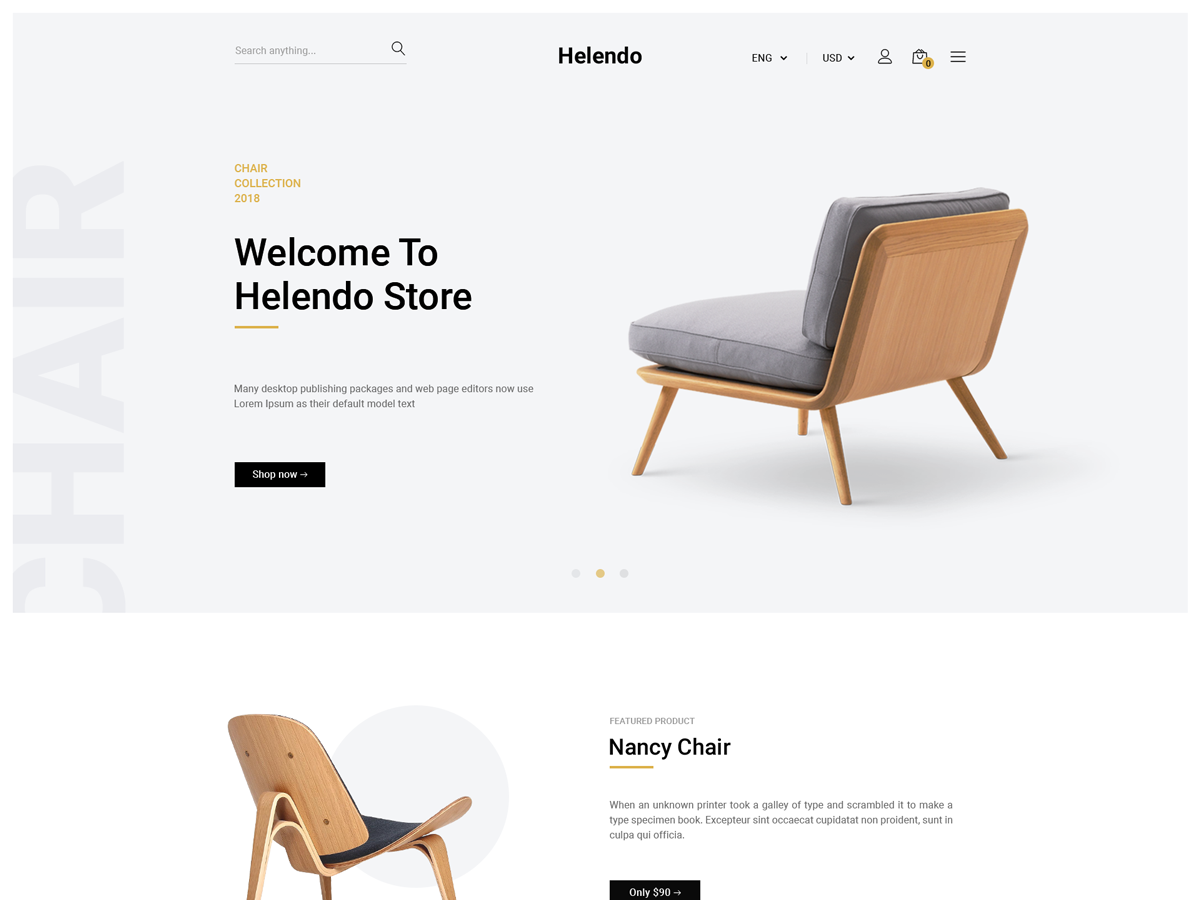 Search anything...
Helendo
ENG
USD
0
CHAIR
CHAIR
COLLECTION
2018
Welcome To
Helendo Store
Many desktop publishing packages and web page editors now use
Lorem Ipsum as their default model text
Shop now →
FEATURED PRODUCT
Nancy Chair
When an unknown printer took a galley of type and scrambled it to make a
type specimen book. Excepteur sint occaecat cupidatat non proident, sunt in
culpa qui officia.
Only $90 →